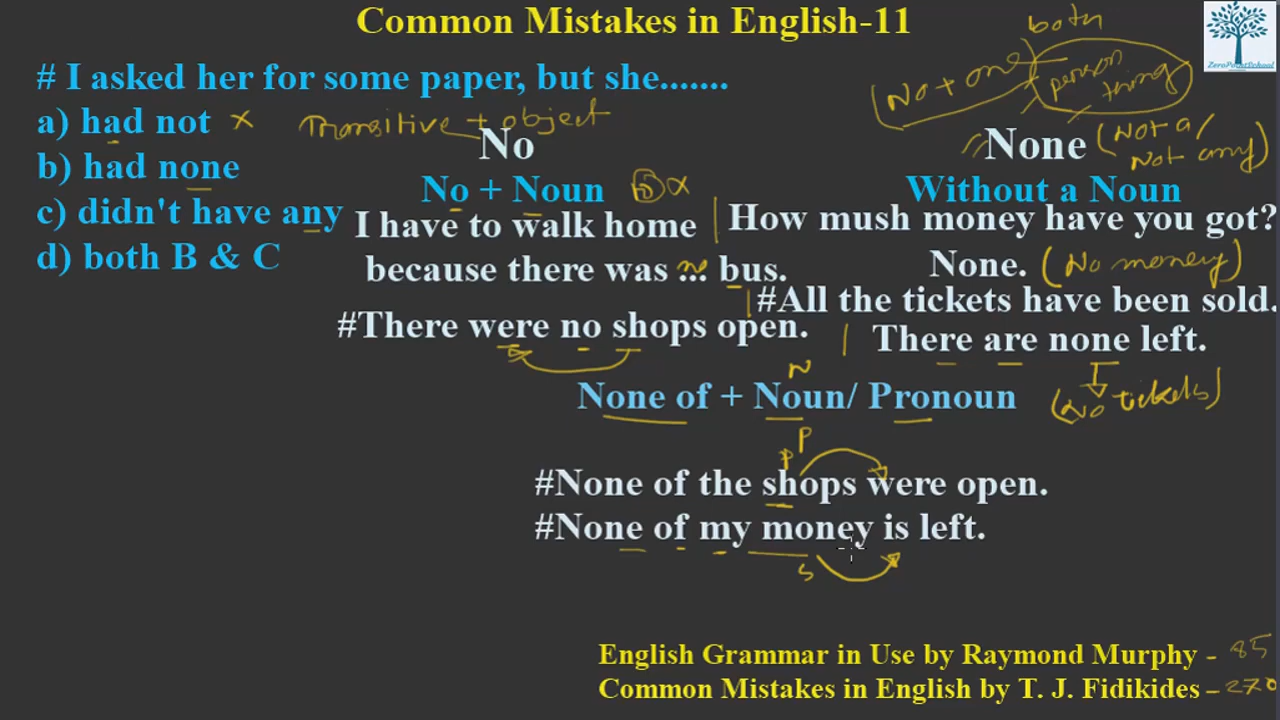 Common Mistakes in English-11
both
ZeroPointSchool
# I asked her for some paper, but she.......
No + one
person
thing
a) had not x
Transitive + object
b) had none
c) didn't have any
d) both B & C
No
No + Noun
I have to walk home
because there was no ... bus.
#There were no shops open.
None (Not a/
Not any)
Without a Noun
How mush money have you got?
None. (No money)
#All the tickets have been sold.
There are none left.
(No tickets)
None of + Noun/ Pronoun
N
P
P
#None of the shops were open.
#None of my money is left.
S
English Grammar in Use by Raymond Murphy - 85
Common Mistakes in English by T. J. Fidikides – 270